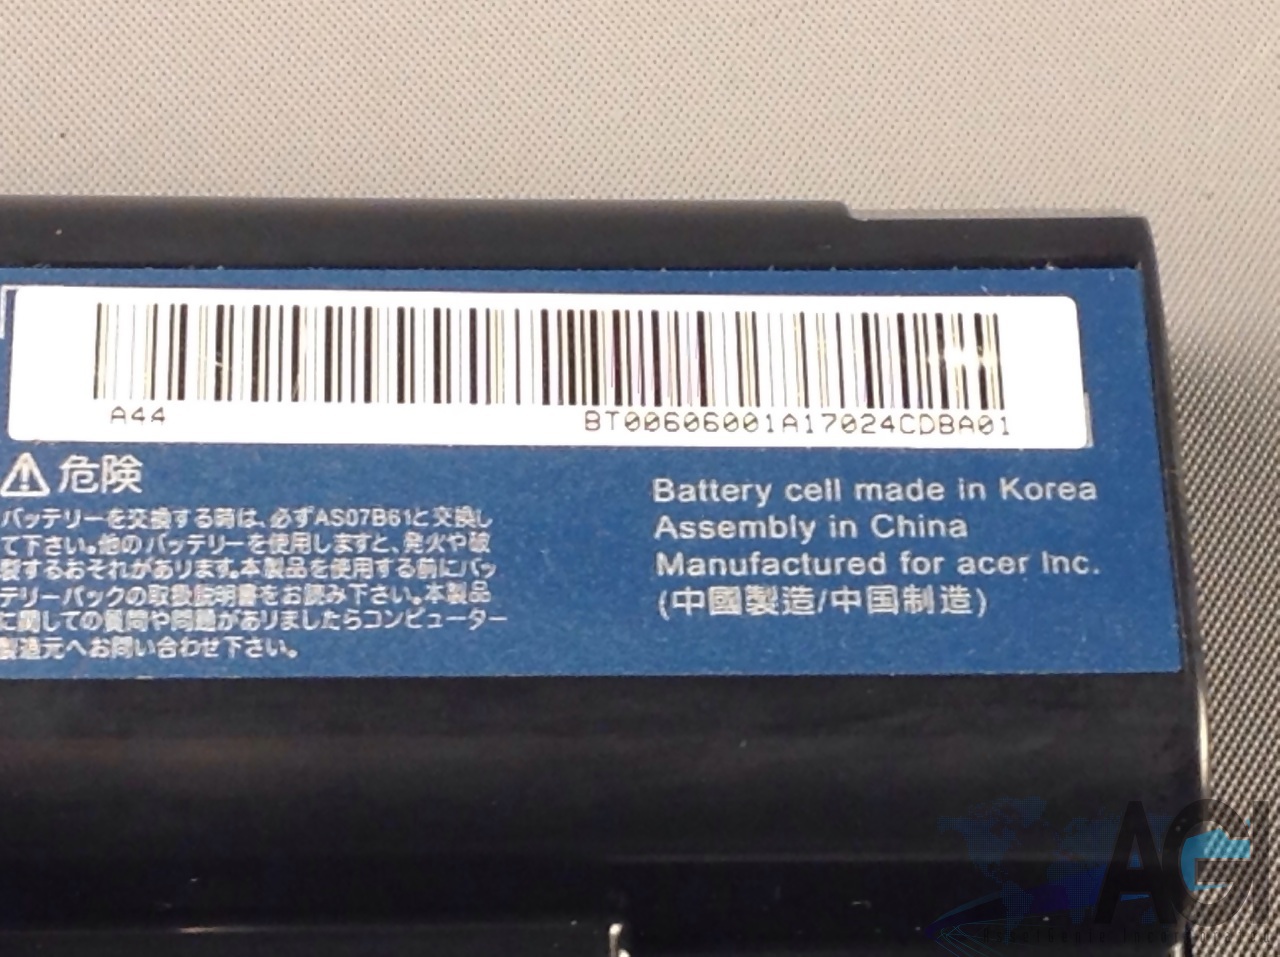 A44
BT00606001A17024CDBA01
危険
バッテリーを交換する時は、必ずAS07B61と交換し
て下さい。他のバッテリーを使用しますと、発火や破
裂するおそれがあります。本製品を使用する前にバッ
テリーパックの取扱説明書をお読み下さい。本製品
に関しての質問や問題がありましたらコンピューター
製造元へお問い合わせ下さい。
Battery cell made in Korea
Assembly in China
Manufactured for acer Inc.
(中國製造/中国制造)